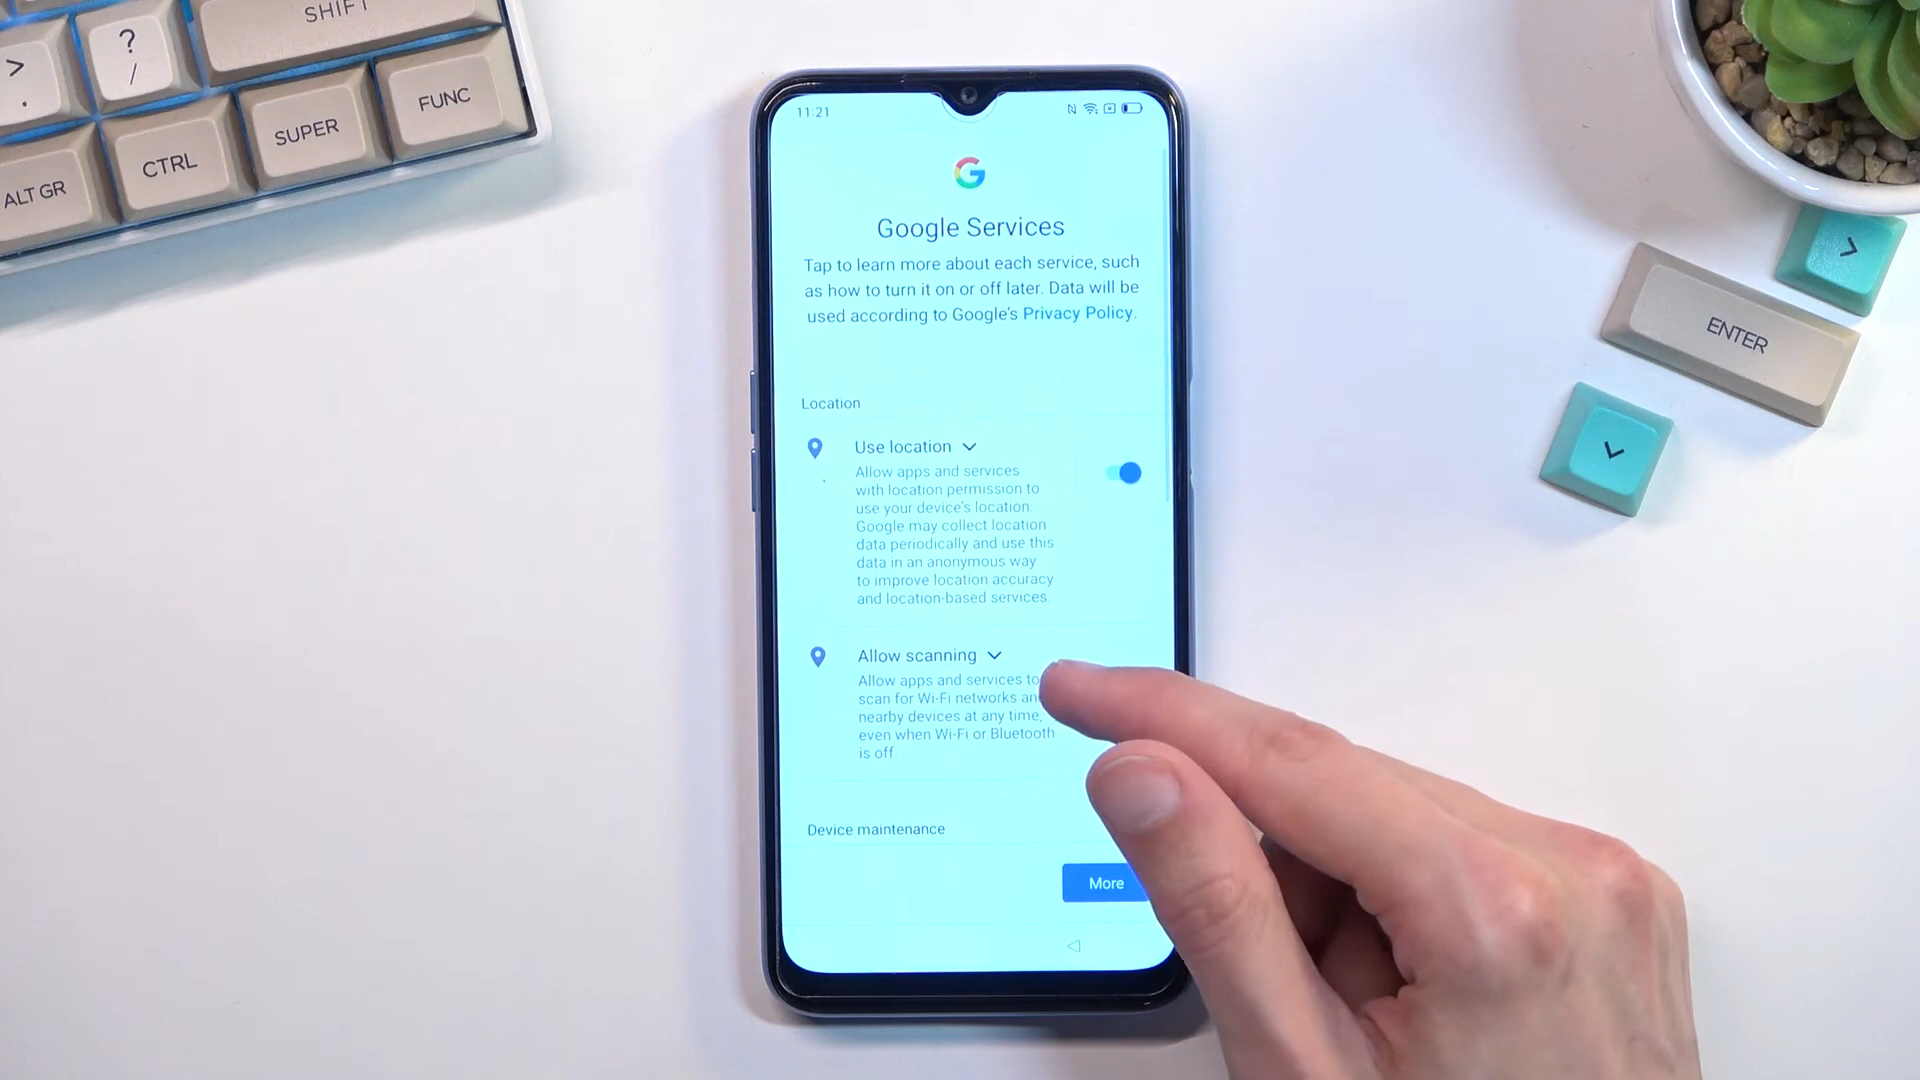 SHIFT
?
>
/
.
FUNC
SUPER
CTRL
ALT GR
11:21
G
Google Services
Tap to learn more about each service, such
as how to turn it on or off later. Data will be
used according to Google's Privacy Policy.
Location
Use location
Allow apps and services
with location permission to
use your device's location.
Google may collect location
data periodically and use this
data in an anonymous way
to improve location accuracy
and location-based services.
Allow scanning
Allow apps and services to
scan for Wi-Fi networks and
nearby devices at any time,
even when Wi-Fi or Bluetooth
is off.
Device maintenance
More
>
ENTER